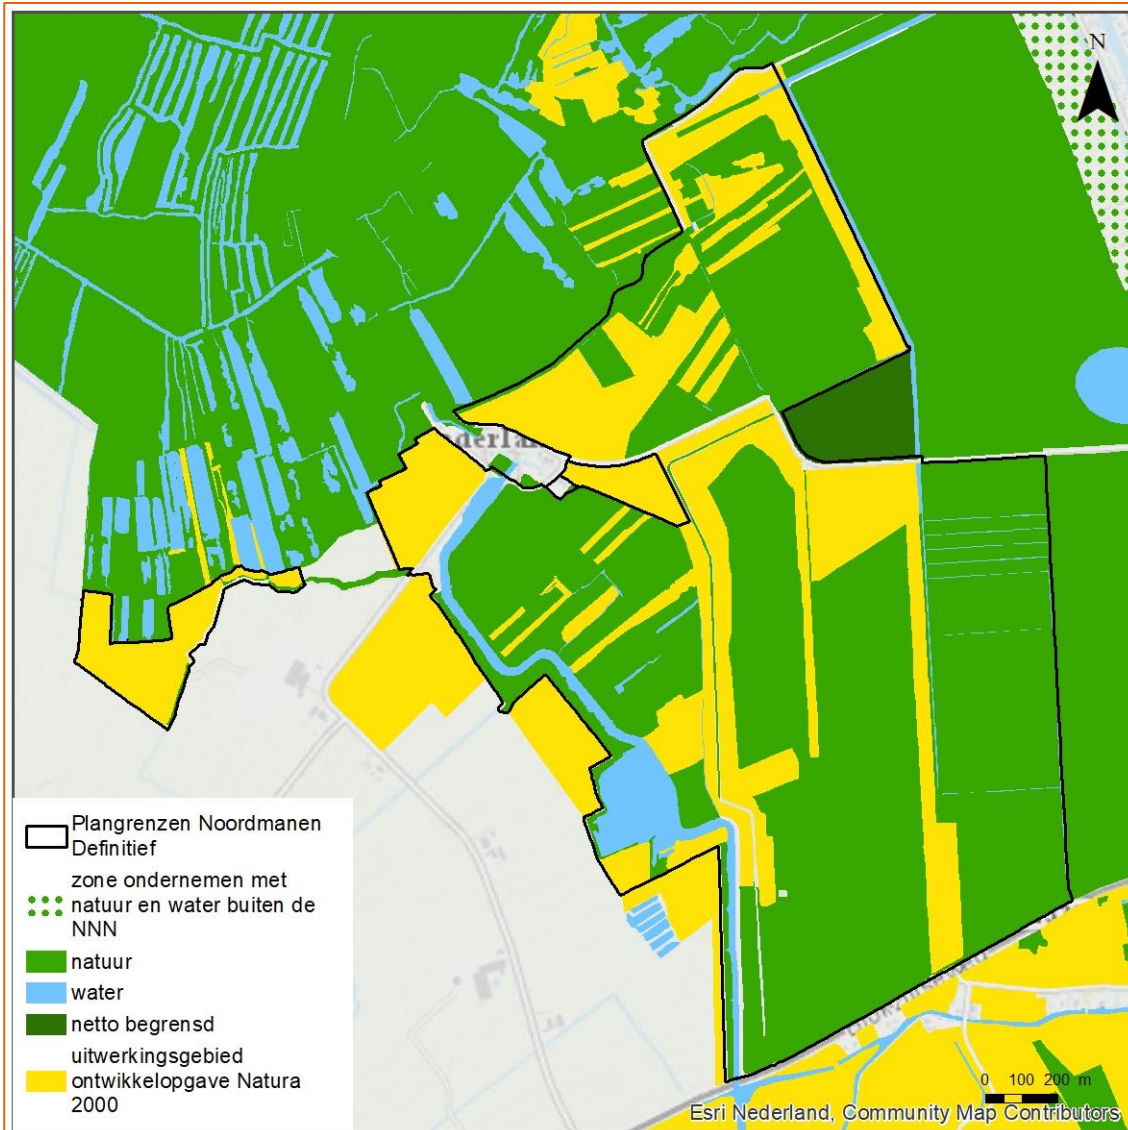 N
Plangrenzen Noordmanen
Definitief
zone ondernemen met
natuur en water buiten de
NNN
natuur
water
netto begrensd
uitwerkingsgebied
ontwikkelopgave Natura
2000
0 100 200 m
Esri Nederland, Community Map Contributors